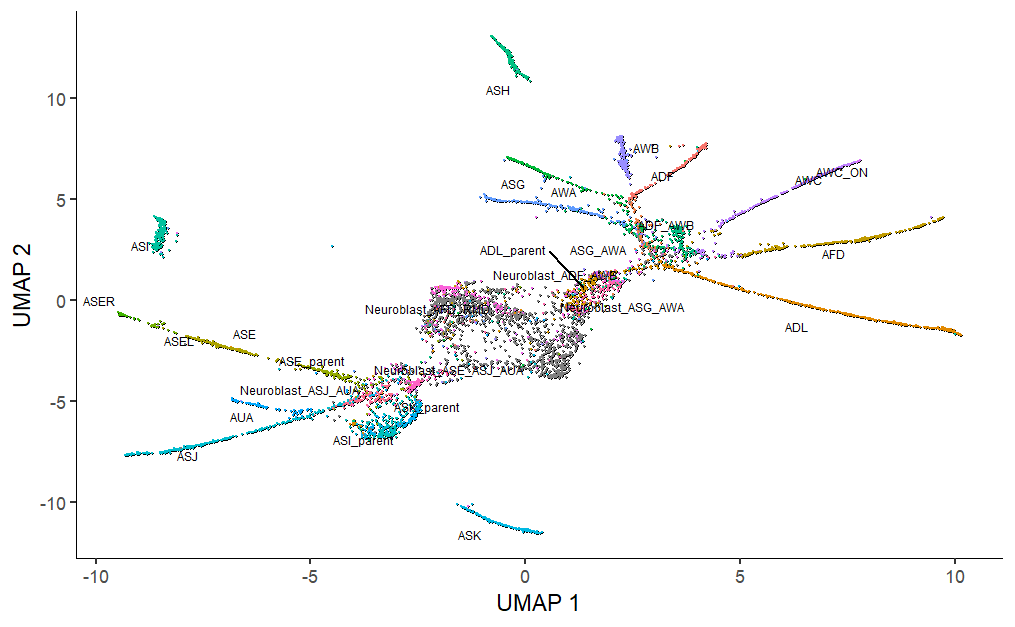 ASH
10
AWB
ADF
AWC_ON
AWC
ASG
AWA
5
ADF_AWB
ASI
ADL_parent
ASG_AWA
AFD
Neuroblast_ADF_AWB
UMAP 2
0
ASER
Neuroblast_AFD_RMD
Neuroblast_ASG_AWA
ADL
ASE
ASEL
ASE_parent
Neuroblast_ASE_ASJ_AUA
Neuroblast_ASJ_AUA
-5
ASK_parent
AUA
ASI_parent
ASJ
-10
ASK
-10
-5
0
5
10
UMAP 1